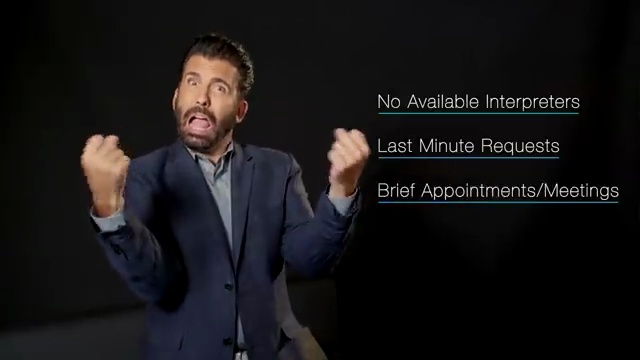 No Available Interpreters
Last Minute Requests
Brief Appointments/Meetings